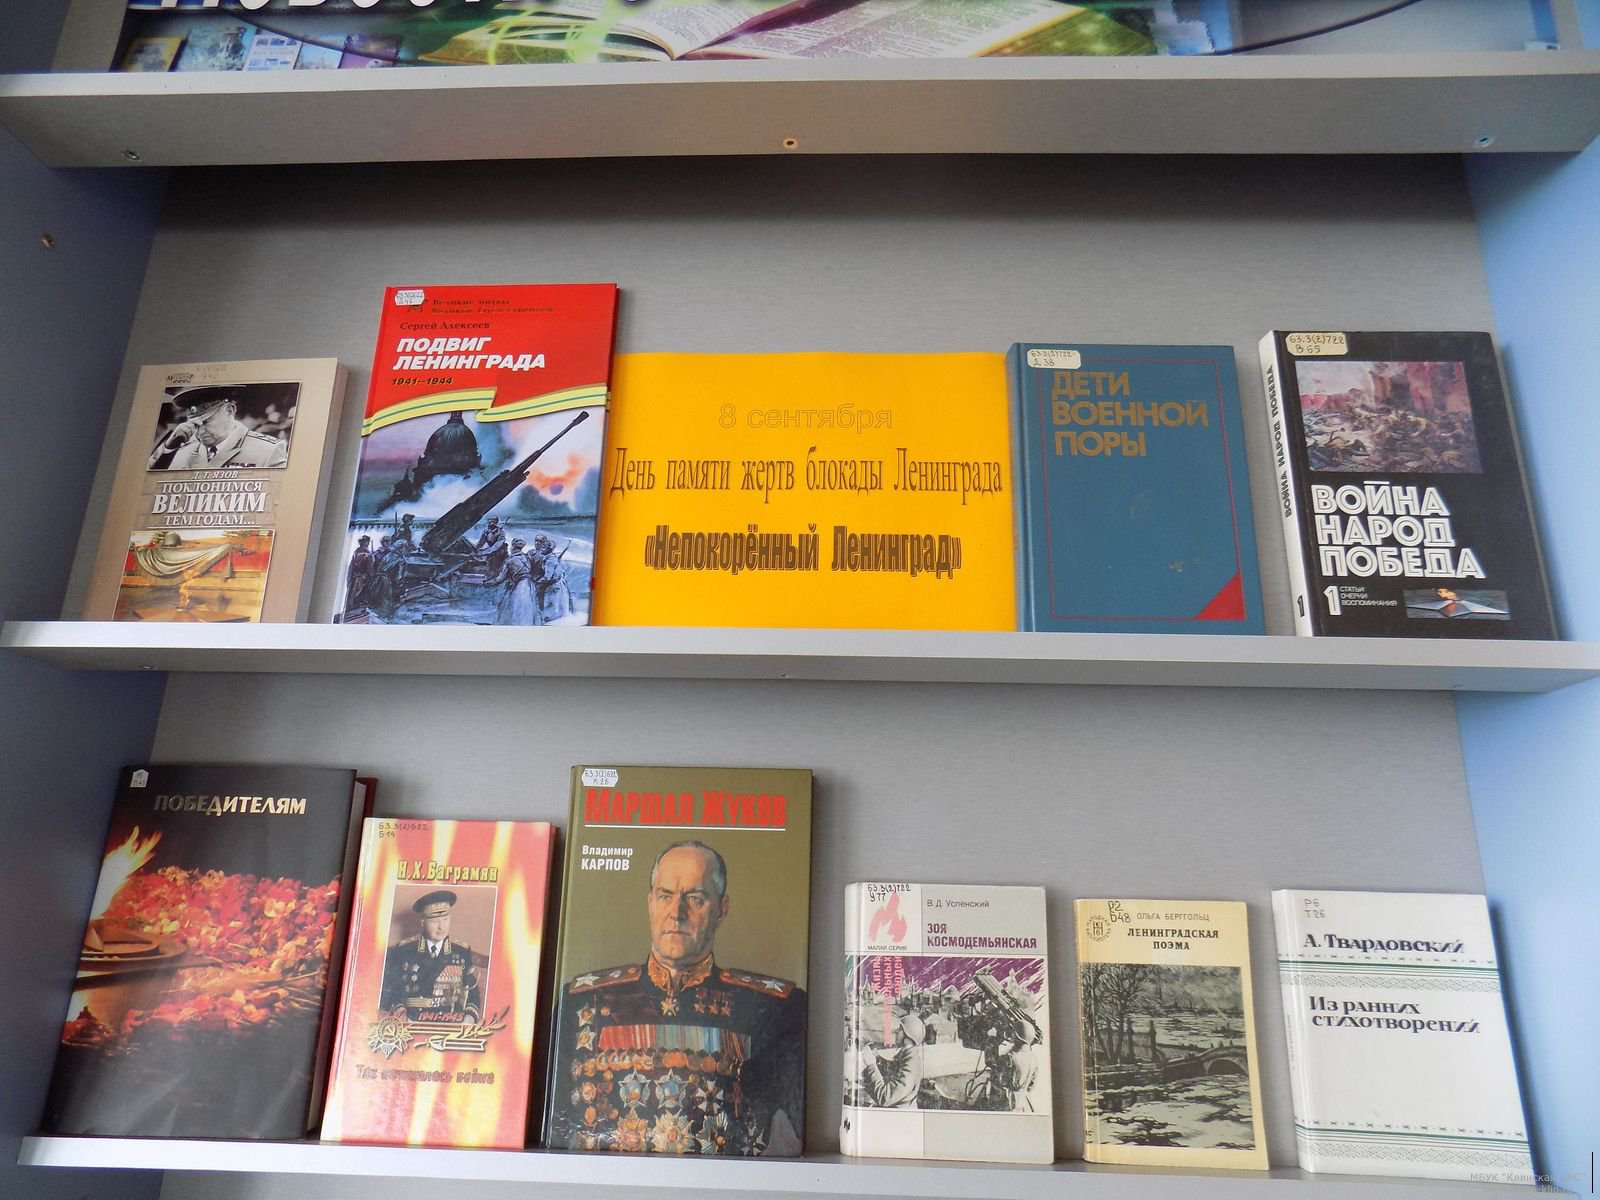 Д.Т. ЯЗОВ
ПОКЛОНИМСЯ
ВЕЛИКИМ
ТЕМ ГОДАМ...
Великие битвы
Великой Отечественной
Сергей Алексеев
ПОДВИГ
ЛЕНИНГРАДА
1941—1944
8 сентября
День памяти жертв блокады Ленинграда
«Непокорённый Ленинград»
63.3(2)722
Д 38
ДЕТИ
ВОЕННОЙ
ПОРЫ
63.3(2)722
В 65
ВОЙНА НАРОД ПОБЕДА
1
ВОЙНА
НАРОД
ПОБЕДА
1
СТАТЬИ
ОЧЕРКИ
ВОСПОМИНАНИЯ
ПОБЕДИТЕЛЯМ
63.3(2)622
Б 14
Н.Х. Баграмян
1941-1945
Так начиналась война
63.3(2)622
К 26
МАРШАЛ ЖУКОВ
Владимир
КАРПОВ
63.3(2)722
У 77
В.Д. Успенский
ЗОЯ
КОСМОДЕМЬЯНСКАЯ
МАЛАЯ СЕРИЯ
Р2
Б48
ОЛЬГА БЕРГГОЛЬЦ
ЛЕНИНГРАДСКАЯ
ПОЭМА
Р6
Т26
А. Твардовский
Из ранних
стихотворений
МБУК "Клинская ЦБС"